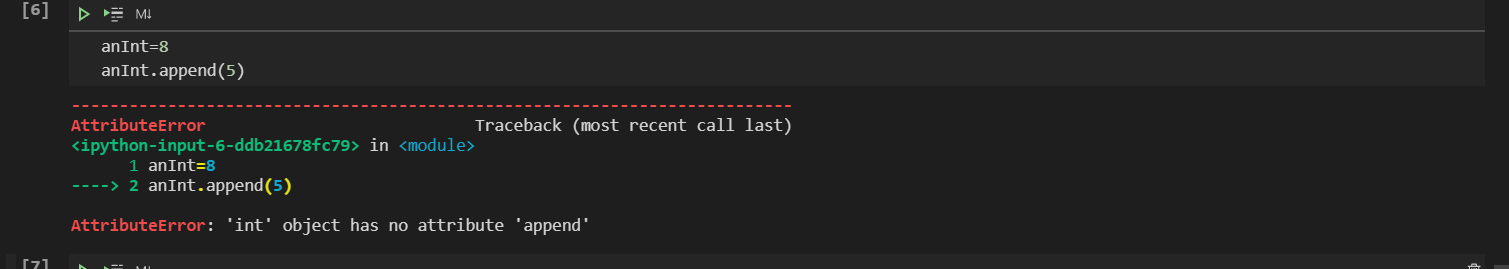 [6] M↓
anInt=8
anInt.append(5)
---------------------------------------------------------------------------
AttributeError                            Traceback (most recent call last)
<ipython-input-6-ddb21678fc79> in <module>
      1 anInt=8
----> 2 anInt.append(5)
AttributeError: 'int' object has no attribute 'append'
[7] M↓